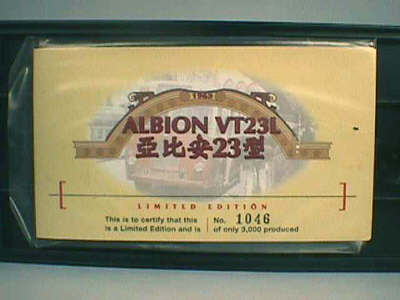 1963
ALBION VT23L
亞比安23型
LIMITED EDITION
This is to certify that this
is a Limited Edition and is
No. 1046
of only 3,000 produced